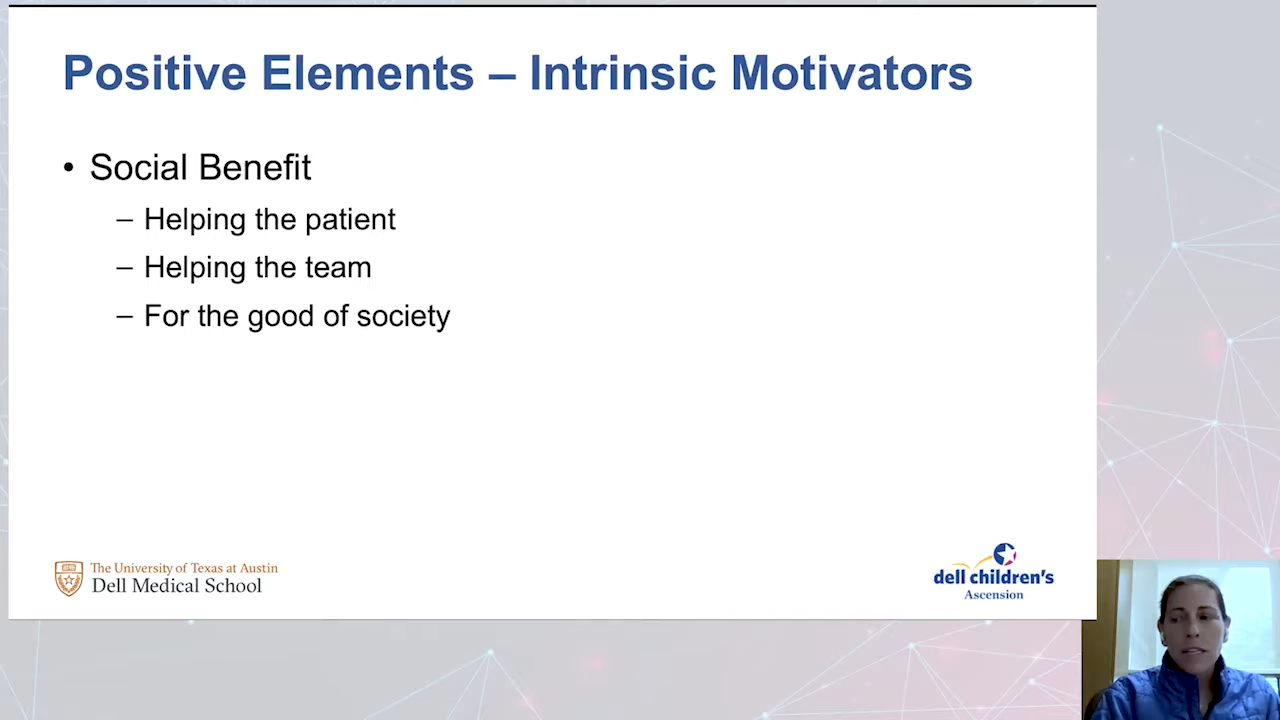 Positive Elements – Intrinsic Motivators
• Social Benefit
– Helping the patient
– Helping the team
– For the good of society
The University of Texas at Austin
Dell Medical School
dell children's
Ascension